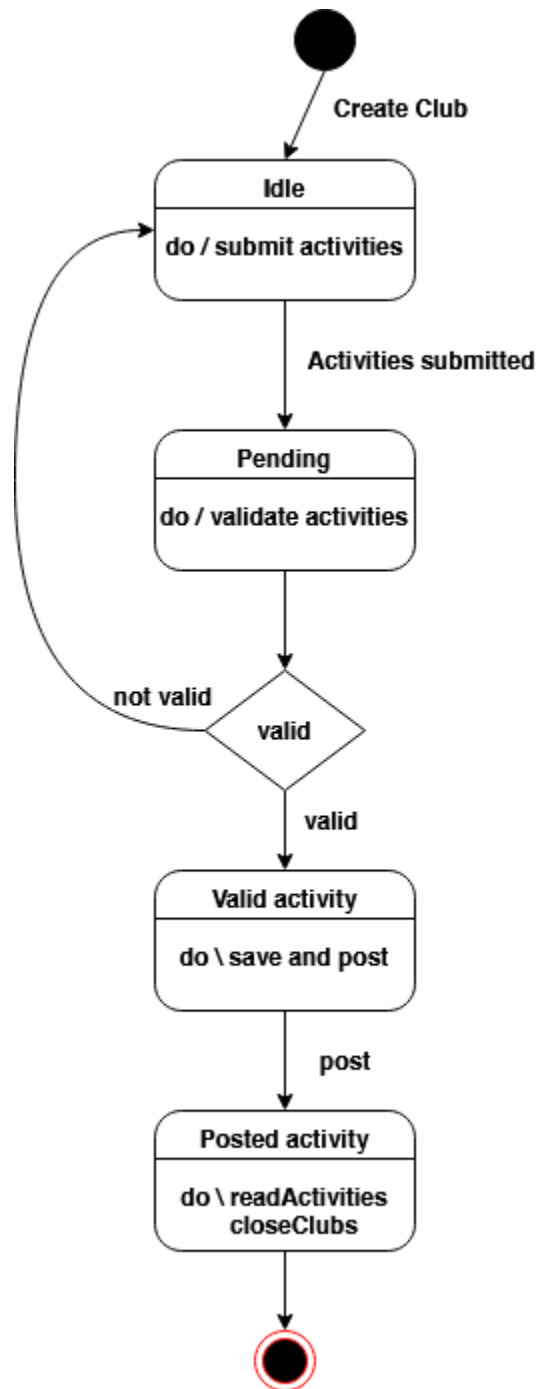 Create Club
Idle
do / submit activities
Activities submitted
Pending
do / validate activities
not valid
valid
valid
Valid activity
do \ save and post
post
Posted activity
do \ readActivities
closeClubs